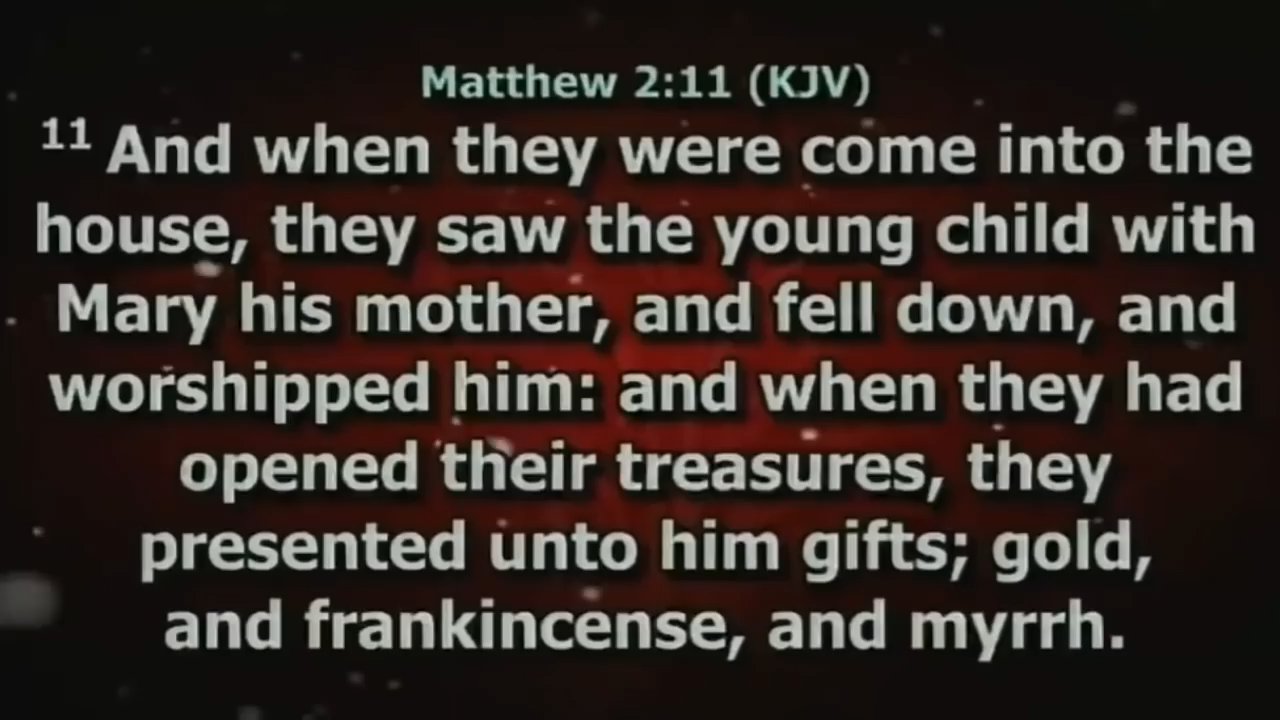 Matthew 2:11 (KJV)
11 And when they were come into the
house, they saw the young child with
Mary his mother, and fell down, and
worshipped him: and when they had
opened their treasures, they
presented unto him gifts; gold,
and frankincense, and myrrh.